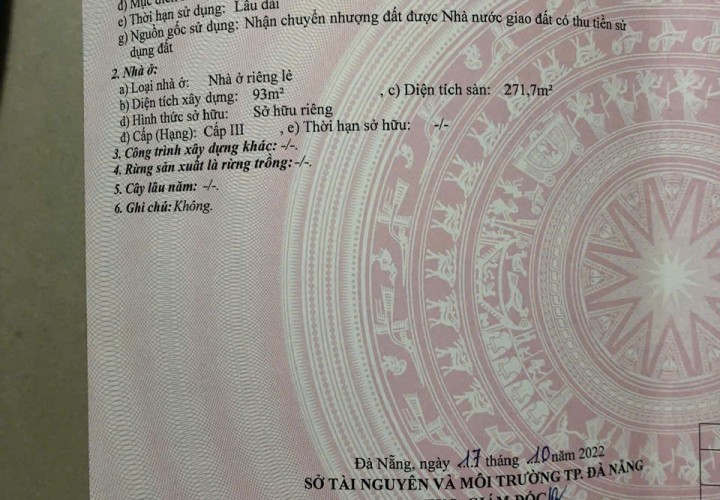 đ) Mục đích
e) Thời hạn sử dụng: Lâu dài
g) Nguồn gốc sử dụng: Nhận chuyển nhượng đất được Nhà nước giao đất có thu tiền sử
dụng đất
2. Nhà ở:
a) Loại nhà ở: Nhà ở riêng lẻ
b) Diện tích xây dựng: 93m² , c) Diện tích sàn: 271,7m²
d) Hình thức sở hữu: Sở hữu riêng
đ) Cấp (Hạng): Cấp III , e) Thời hạn sở hữu: -/-
3. Công trình xây dựng khác: -/-.
4. Rừng sản xuất là rừng trồng:-/-.
5. Cây lâu năm: -/-.
6. Ghi chú: Không.
Đà Nẵng, ngày 17 tháng 10 năm 2022
SỞ TÀI NGUYÊN VÀ MÔI TRƯỜNG TP. ĐÀ NẴNG
GIÁM ĐỐC